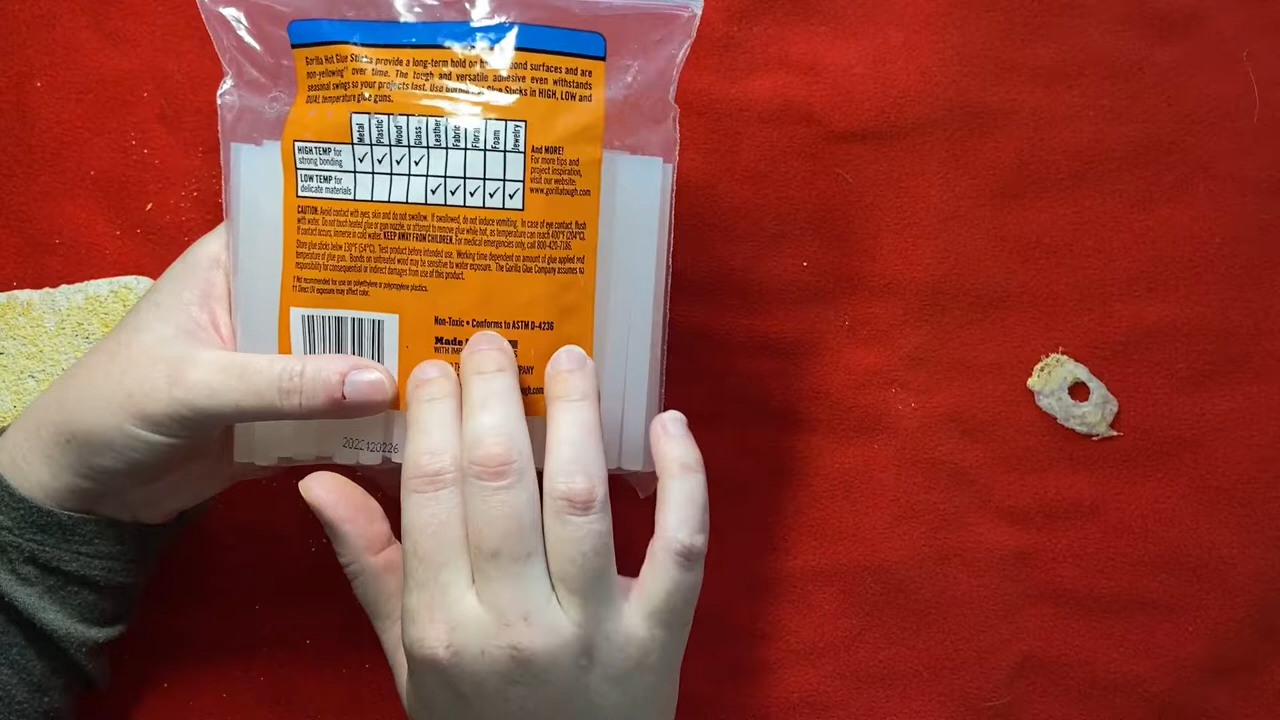 Gorilla Hot Glue Sticks provide a long-term hold on bond surfaces and are
non-yellowing†† over time. The tough and versatile adhesive even withstands
seasonal swings so your projects last. Use Glue Sticks in HIGH, LOW and
DUAL temperature glue guns.
Metal Plastic Wood Glass Leather Fabric Floral Foam Jewelry
HIGH TEMP for
strong bonding ✓ ✓ ✓ ✓
LOW TEMP for
delicate materials ✓ ✓ ✓ ✓ ✓
And MORE!
For more tips and
project inspiration,
visit our website:
www.gorillatough.com
CAUTION: Avoid contact with eyes, skin and do not swallow. If swallowed, do not induce vomiting. In case of eye contact, flush
with water. Do not touch heated glue or gun nozzle, or attempt to remove glue while hot, as temperature can reach 400°F (204°C).
If contact occurs, immerse in cold water. KEEP AWAY FROM CHILDREN. For medical emergencies only, call 800-420-7186.
Store glue sticks below 130°F (54°C). Test product before intended use. Working time dependent on amount of glue applied and
temperature of glue gun. Bonds on untreated wood may be sensitive to water exposure. The Gorilla Glue Company assumes no
responsibility for consequential or indirect damages from use of this product.
† Not recommended for use on polyethylene or polypropylene plastics.
†† Direct UV exposure may affect color.
Non-Toxic • Conforms to ASTM D-4236
Made
WITH